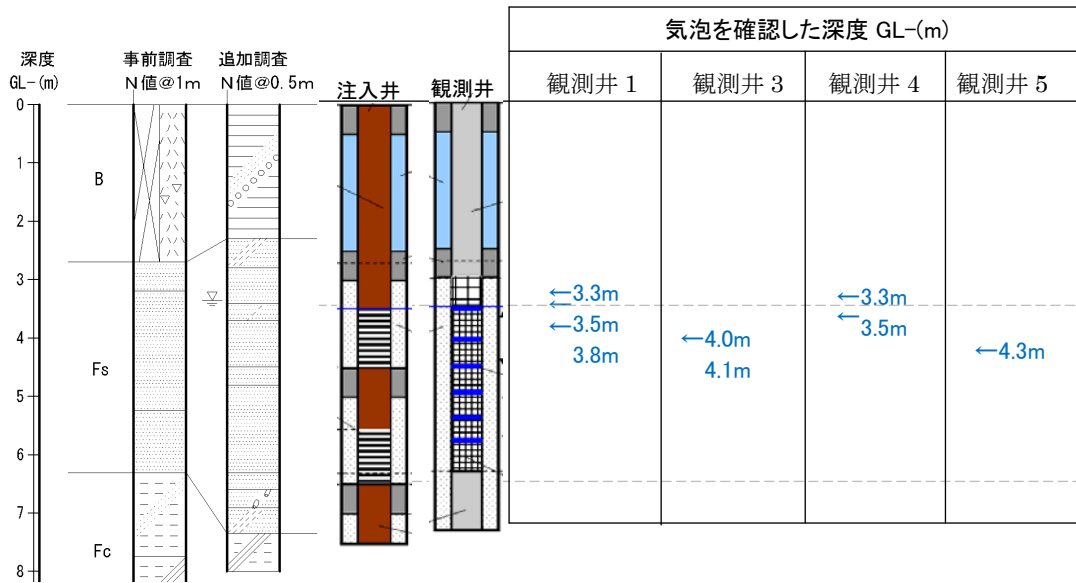 気泡を確認した深度 GL-(m)
深度
GL-(m)
事前調査
N値@1m
追加調査
N値@0.5m
注入井
観測井
観測井 1
観測井 3
観測井 4
観測井 5
0
1
2
3
4
5
6
7
8
B
Fs
Fc
←3.3m
←
←3.5m
3.8m
←4.0m
4.1m
←3.3m
←3.5m
←4.3m